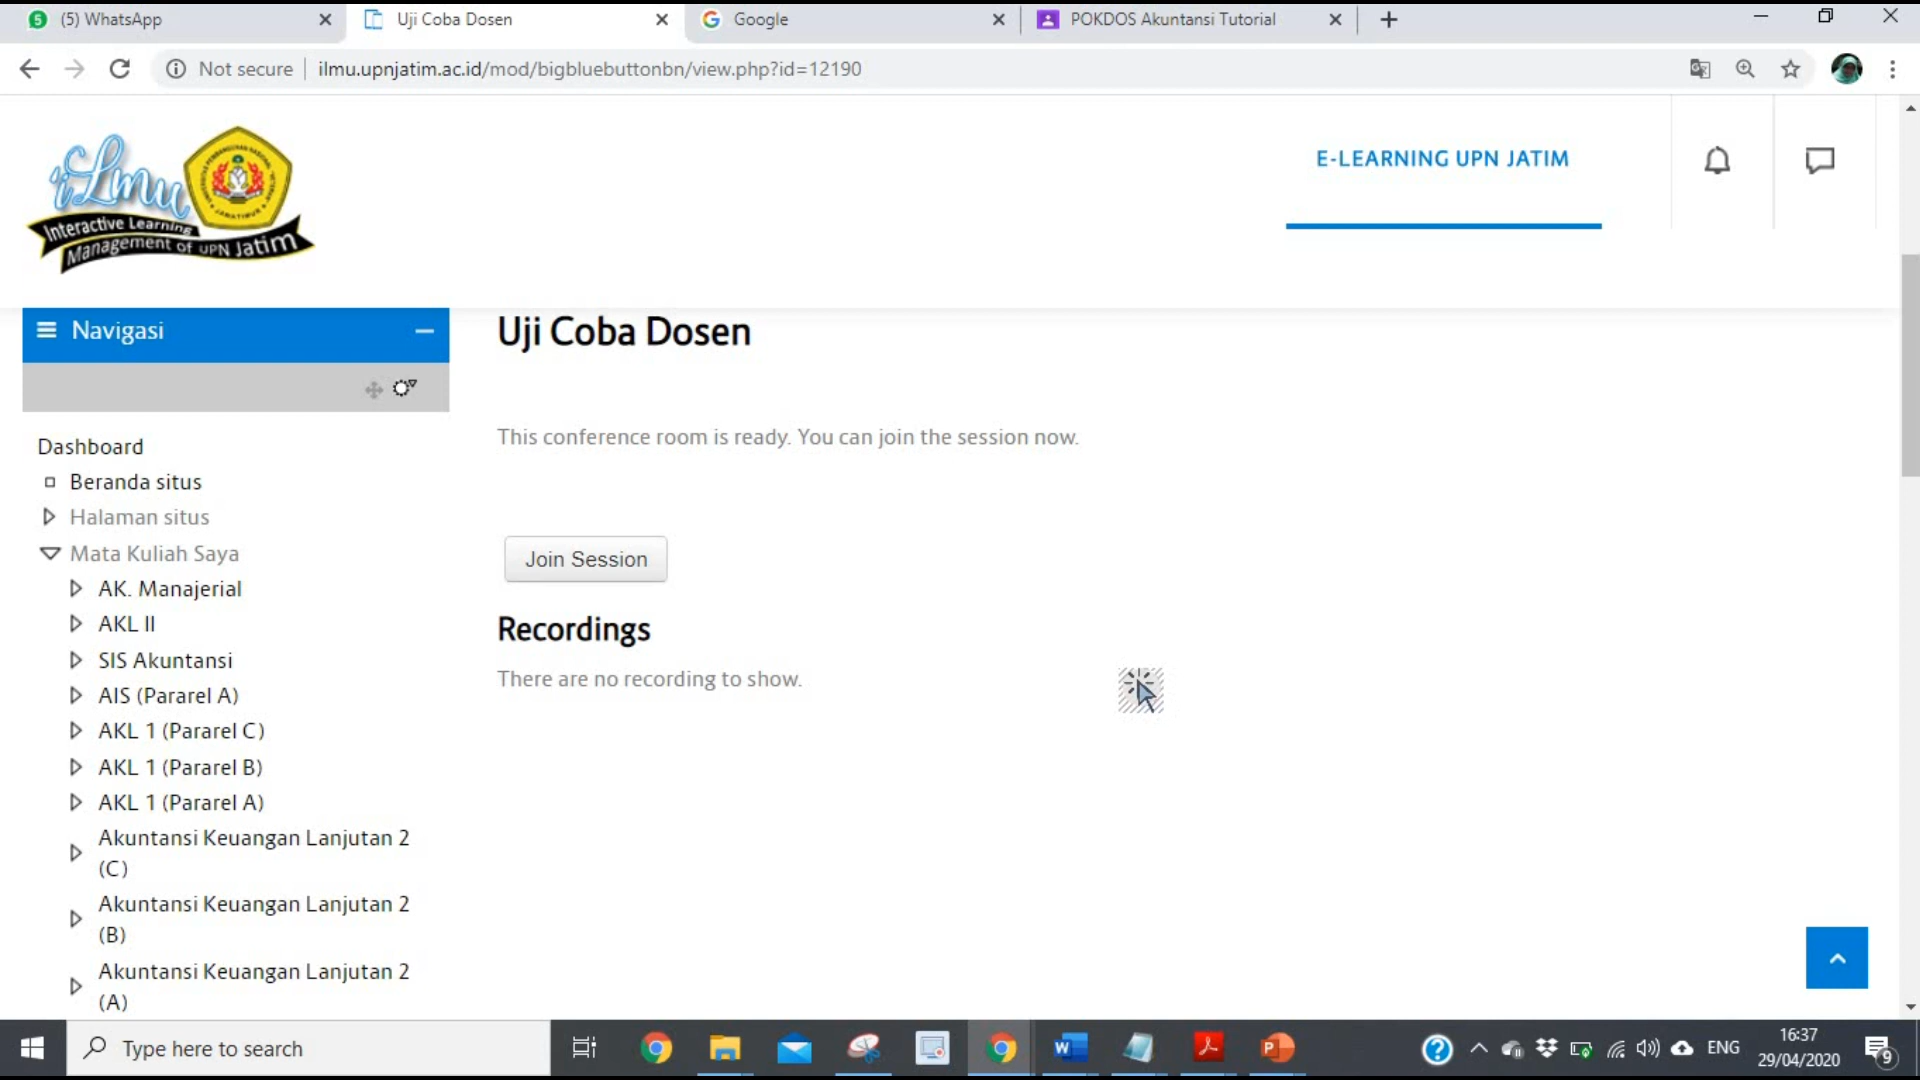 5 (5) WhatsApp
Uji Coba Dosen
Google
POKDOS Akuntansi Tutorial
Not secure
ilmu.upnjatim.ac.id/mod/bigbluebuttonbn/view.php?id=12190
iLmu
Interactive Learning
Management of UPN Jatim
E-LEARNING UPN JATIM
Navigasi
Dashboard
Beranda situs
Halaman situs
Mata Kuliah Saya
AK. Manajerial
AKL II
SIS Akuntansi
AIS (Pararel A)
AKL 1 (Pararel C)
AKL 1 (Pararel B)
AKL 1 (Pararel A)
Akuntansi Keuangan Lanjutan 2
(C)
Akuntansi Keuangan Lanjutan 2
(B)
Akuntansi Keuangan Lanjutan 2
(A)
Uji Coba Dosen
This conference room is ready. You can join the session now.
Join Session
Recordings
There are no recording to show.
Type here to search
ENG
16:37
29/04/2020
9